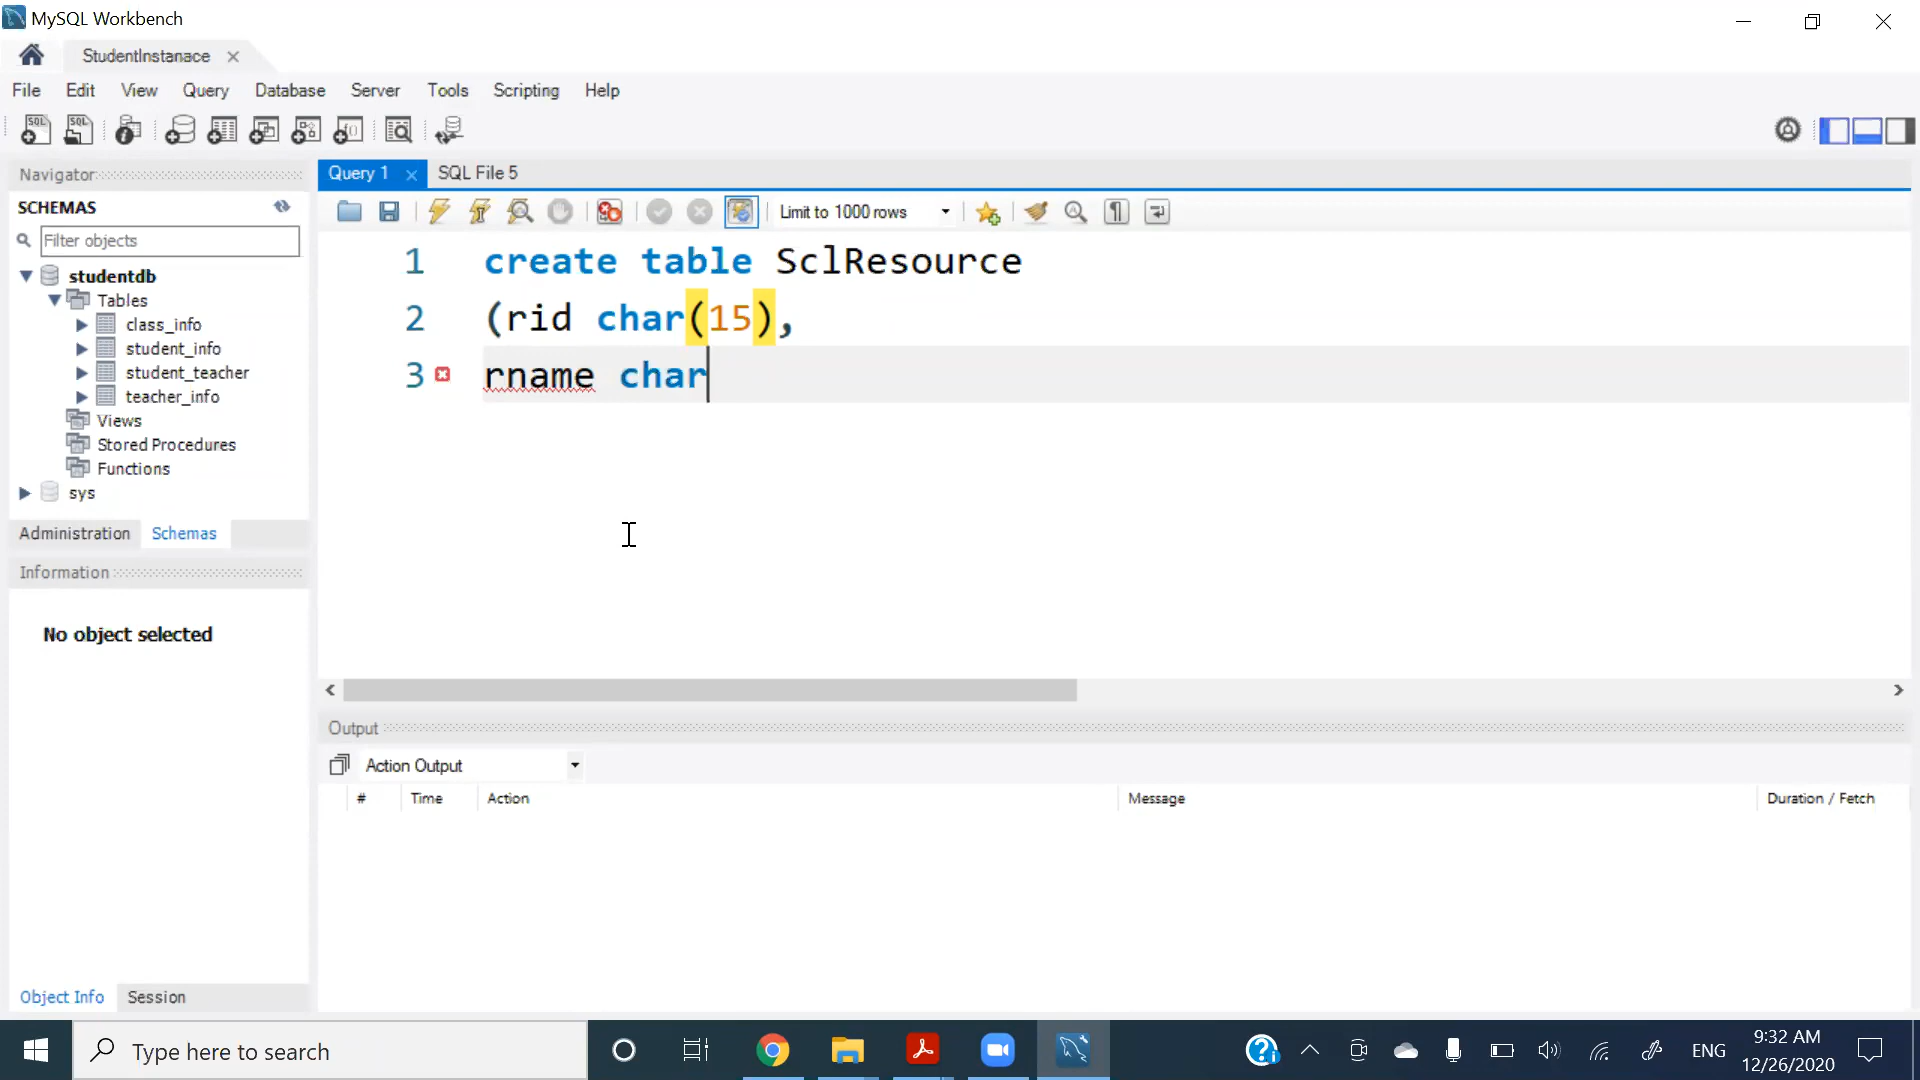 MySQL Workbench
StudentInstanace
File Edit View Query Database Server Tools Scripting Help
Navigator
SCHEMAS
Filter objects
studentdb
Tables
class_info
student_info
student_teacher
teacher_info
Views
Stored Procedures
Functions
sys
Administration Schemas
Information
No object selected
Object Info Session
Query 1 SQL File 5
Limit to 1000 rows
1 create table SclResource
2 (rid char(15),
3 rname char
Output
Action Output
# Time Action Message Duration / Fetch
Type here to search
ENG
9:32 AM
12/26/2020